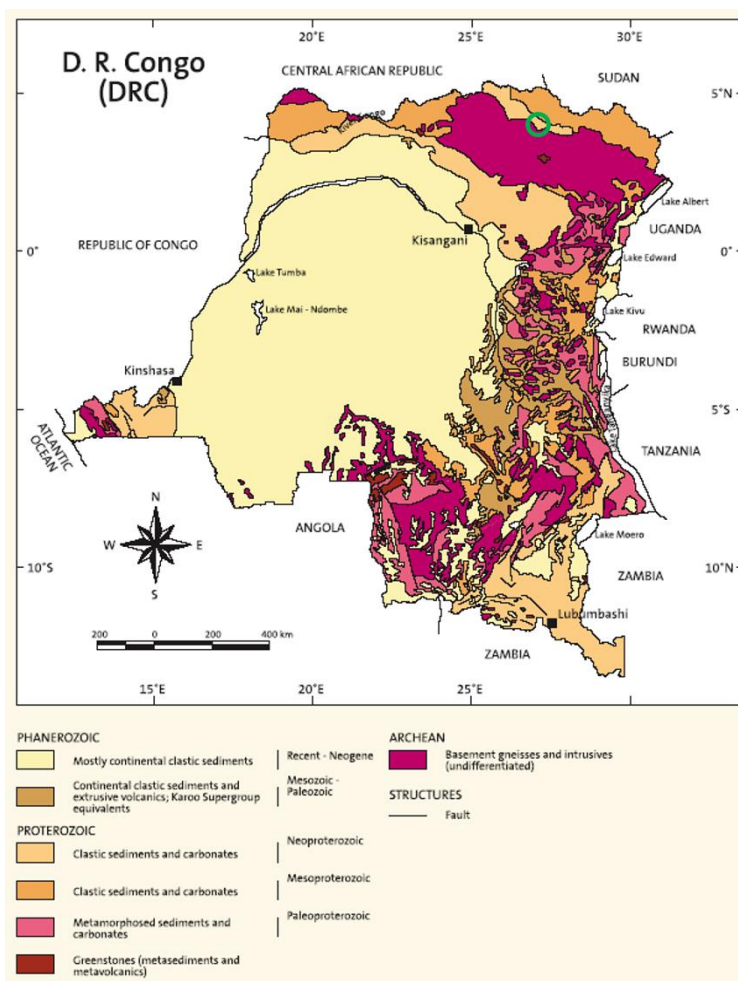 20°E
25°E
30°E
D. R. Congo
(DRC)
CENTRAL AFRICAN REPUBLIC
SUDAN
5°N
5°N
Lake Albert
UGANDA
Kisangani
REPUBLIC OF CONGO
0°
0°
Lake Edward
Lake Tumba
Lake Kivu
Lake Mai - Ndombe
RWANDA
BURUNDI
Kinshasa
5°S
5°S
ATLANTIC
OCEAN
TANZANIA
N
W
E
S
ANGOLA
Lake Moero
10°S
ZAMBIA
10°N
Lubumbashi
200
0
200
400 km
ZAMBIA
15°E
20°E
25°E
30°E
PHANEROZOIC
Mostly continental clastic sediments
Recent - Neogene
Continental clastic sediments and
extrusive volcanics; Karoo Supergroup
equivalents
Mesozoic -
Paleozoic
PROTEROZOIC
Clastic sediments and carbonates
Neoproterozoic
Clastic sediments and carbonates
Mesoproterozoic
Metamorphosed sediments and
carbonates
Paleoproterozoic
Greenstones (metasediments and
metavolcanics)
ARCHEAN
Basement gneisses and intrusives
(undifferentiated)
STRUCTURES
Fault